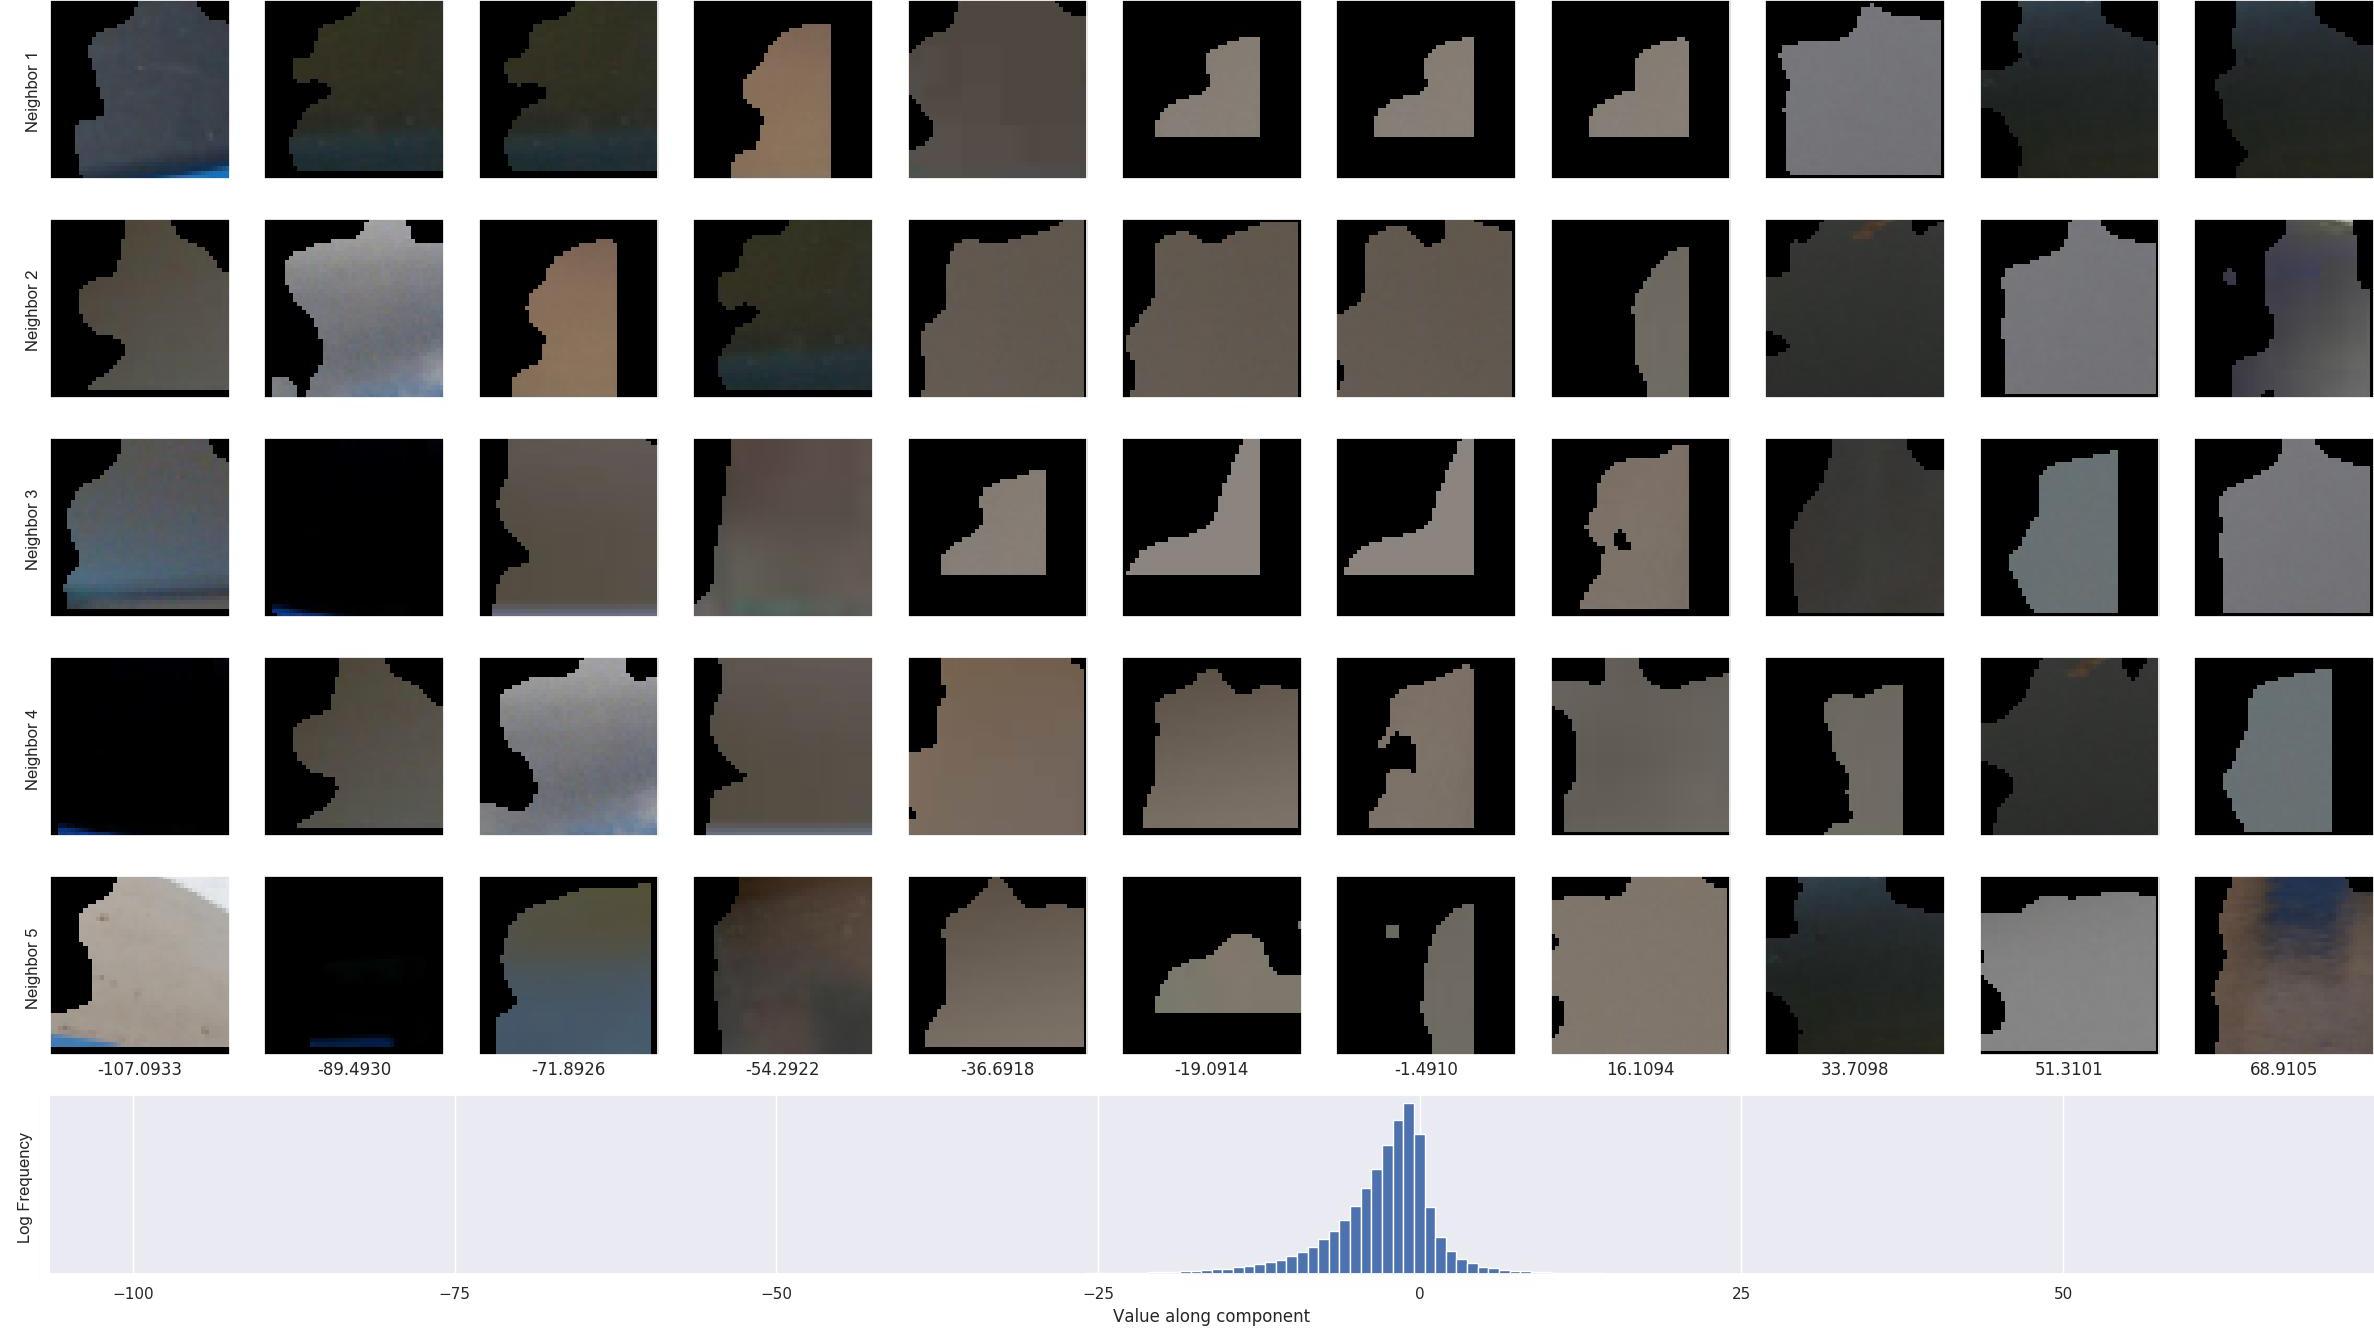 Neighbor 1
Neighbor 2
Neighbor 3
Neighbor 4
Neighbor 5
-107.0933 -89.4930 -71.8926 -54.2922 -36.6918 -19.0914 -1.4910 16.1094 33.7098 51.3101 68.9105
Log Frequency
−100 −75 −50 −25 0 25 50
Value along component